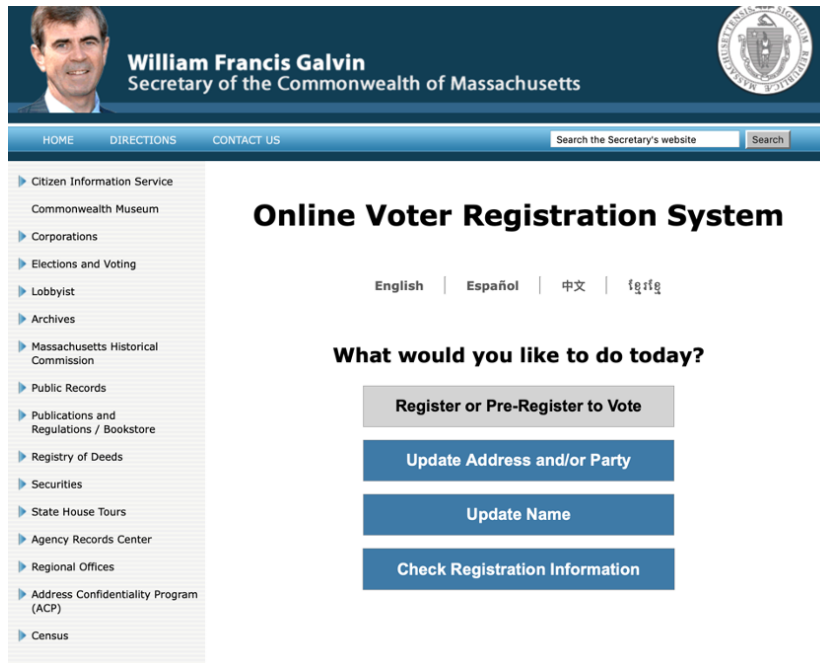 William Francis Galvin
Secretary of the Commonwealth of Massachusetts
HOME DIRECTIONS CONTACT US
Search the Secretary's website Search
Citizen Information Service
Commonwealth Museum
Corporations
Elections and Voting
Lobbyist
Archives
Massachusetts Historical
Commission
Public Records
Publications and
Regulations / Bookstore
Registry of Deeds
Securities
State House Tours
Agency Records Center
Regional Offices
Address Confidentiality Program
(ACP)
Census
Online Voter Registration System
English Español 中文
What would you like to do today?
Register or Pre-Register to Vote
Update Address and/or Party
Update Name
Check Registration Information